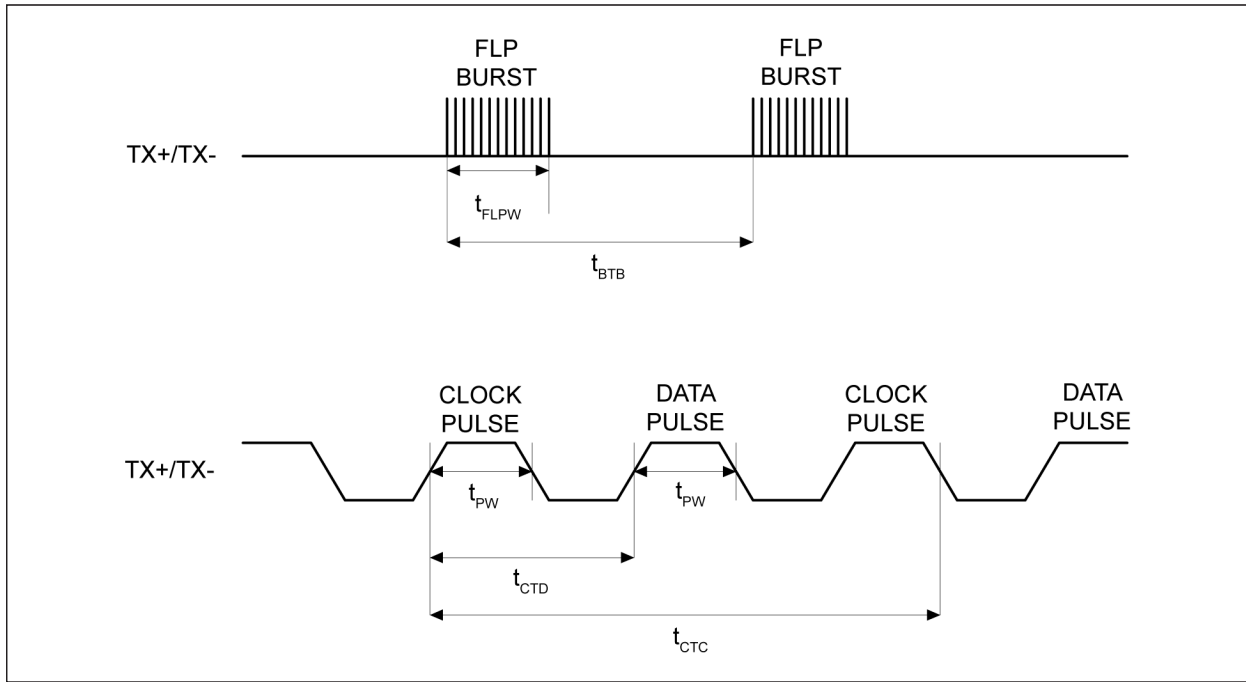 FLP BURST
FLP BURST
TX+/TX-
tFLPW
tBTB
CLOCK PULSE
DATA PULSE
CLOCK PULSE
DATA PULSE
TX+/TX-
tPW
tPW
tCTD
tCTC